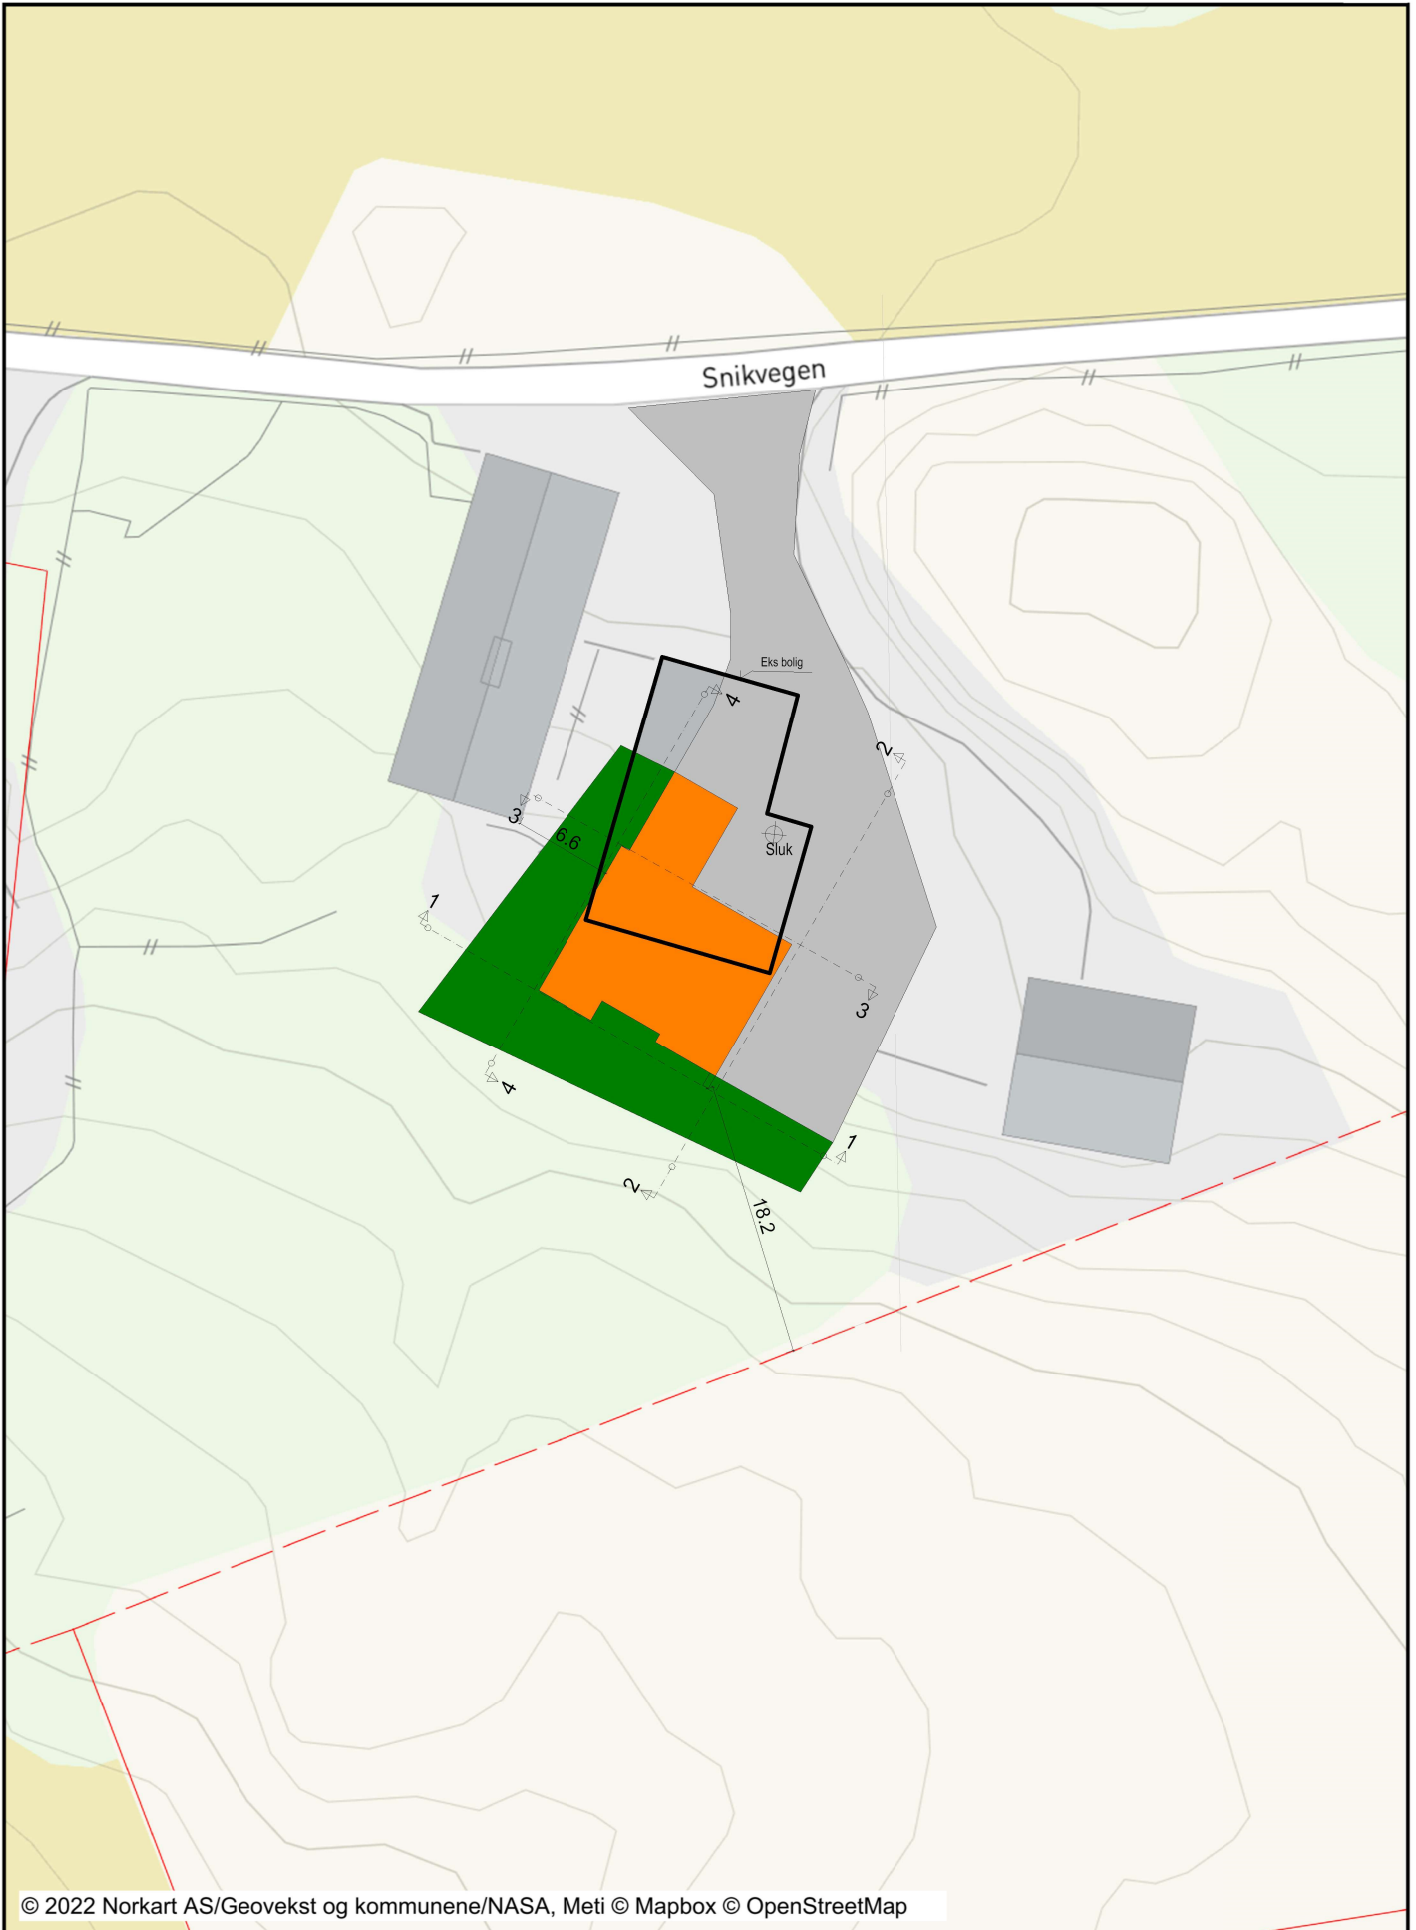 Snikvegen
Eks bolig
4
2
3
6.6
Sluk
1
3
4
1
2
18.2
© 2022 Norkart AS/Geovekst og kommunene/NASA, Meti © Mapbox © OpenStreetMap